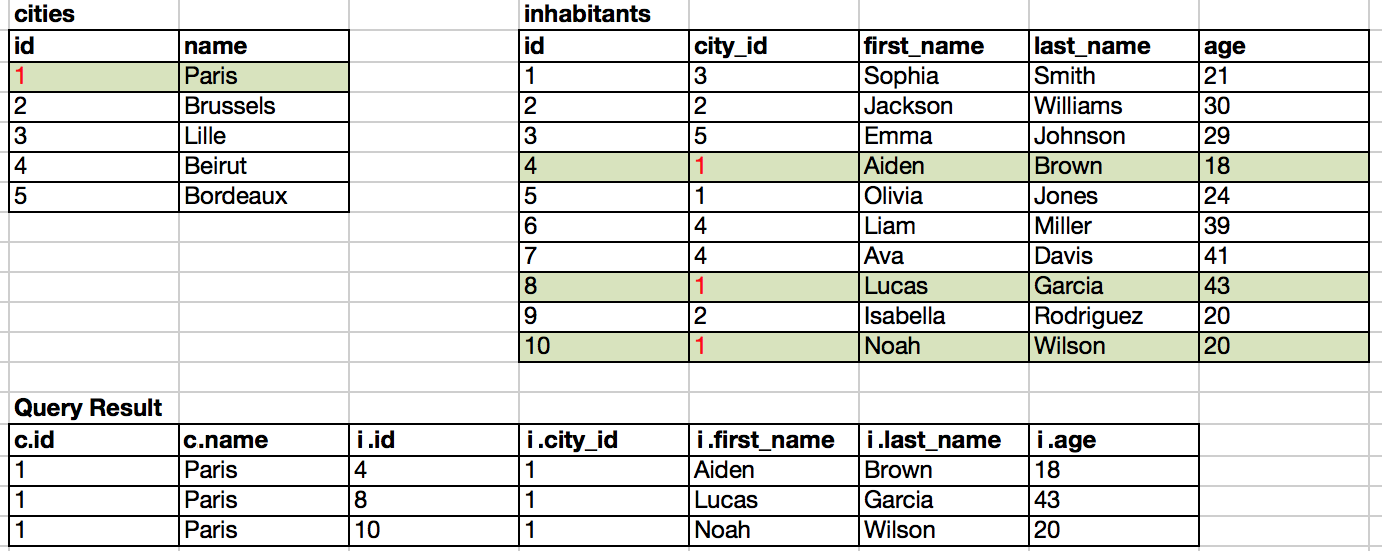 cities inhabitants
id name id city_id first_name last_name age
1 Paris 1 3 Sophia Smith 21
2 Brussels 2 2 Jackson Williams 30
3 Lille 3 5 Emma Johnson 29
4 Beirut 4 1 Aiden Brown 18
5 Bordeaux 5 1 Olivia Jones 24
6 4 Liam Miller 39
7 4 Ava Davis 41
8 1 Lucas Garcia 43
9 2 Isabella Rodriguez 20
10 1 Noah Wilson 20
Query Result
c.id c.name i.id i.city_id i.first_name i.last_name i.age
1 Paris 4 1 Aiden Brown 18
1 Paris 8 1 Lucas Garcia 43
1 Paris 10 1 Noah Wilson 20